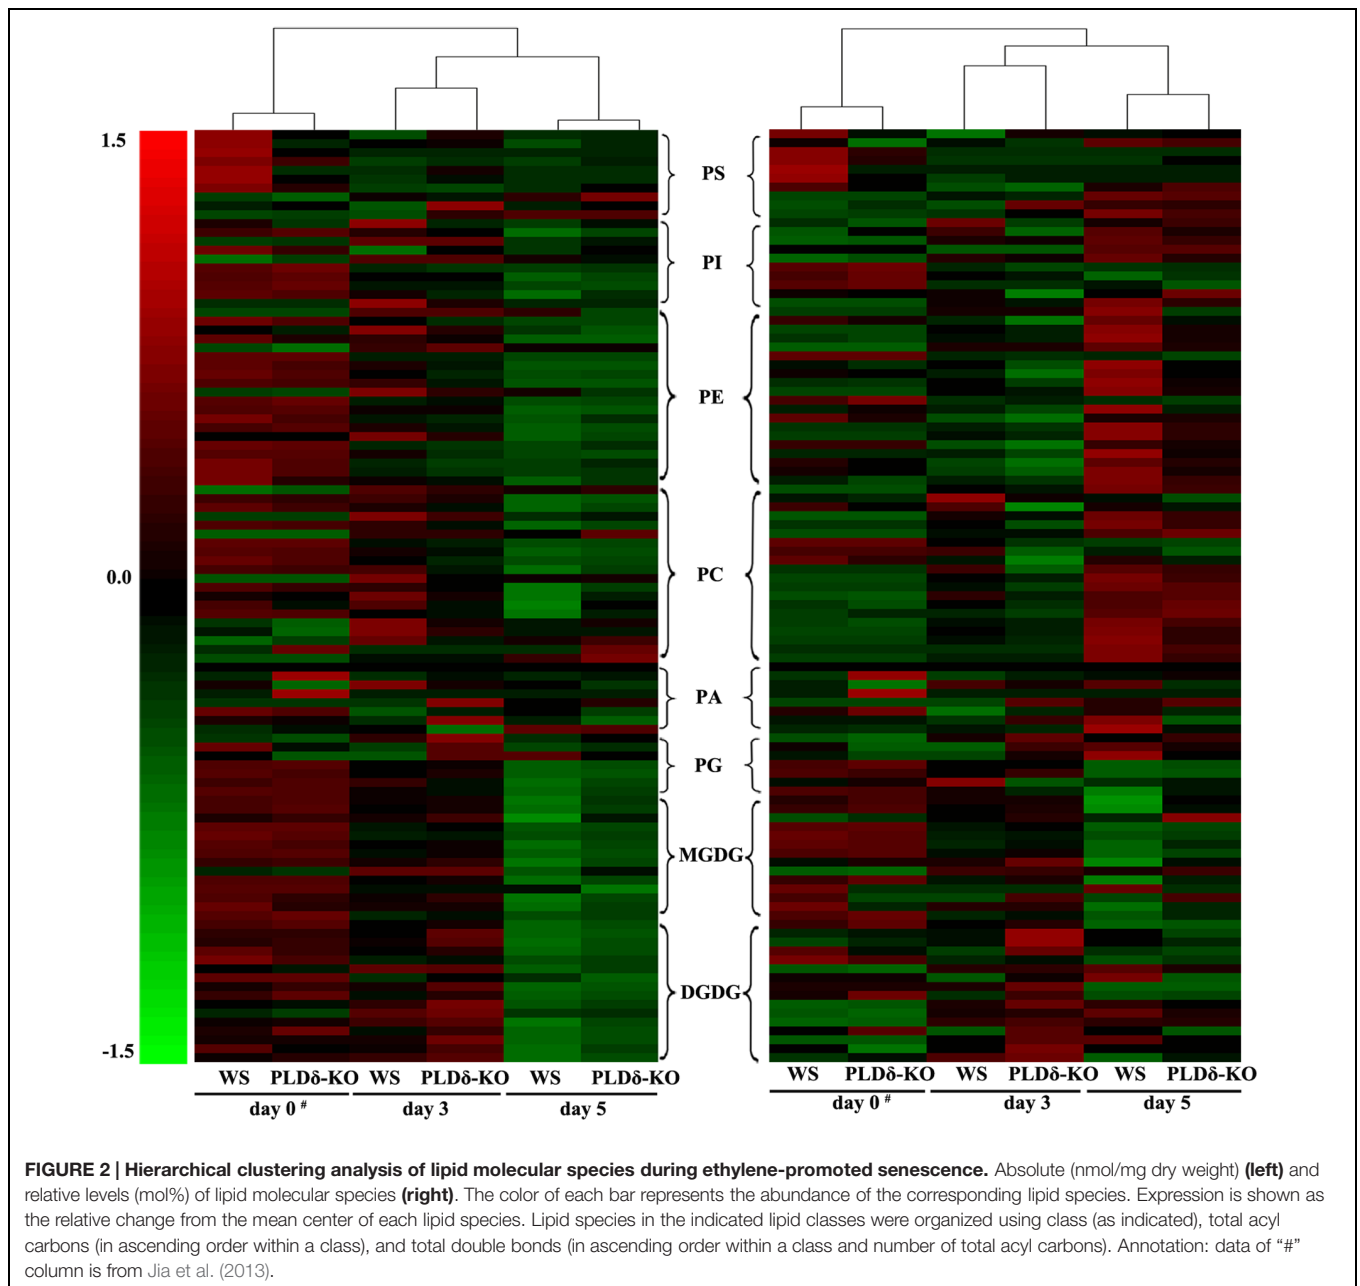 1.5
0.0
-1.5
PS
PI
PE
PC
PA
PG
MGDG
DGDG
WS PLDδ-KO WS PLDδ-KO WS PLDδ-KO
day 0 # day 3 day 5
WS PLDδ-KO WS PLDδ-KO WS PLDδ-KO
day 0 # day 3 day 5
FIGURE 2 | Hierarchical clustering analysis of lipid molecular species during ethylene-promoted senescence. Absolute (nmol/mg dry weight) (left) and
relative levels (mol%) of lipid molecular species (right). The color of each bar represents the abundance of the corresponding lipid species. Expression is shown as
the relative change from the mean center of each lipid species. Lipid species in the indicated lipid classes were organized using class (as indicated), total acyl
carbons (in ascending order within a class), and total double bonds (in ascending order within a class and number of total acyl carbons). Annotation: data of “#”
column is from Jia et al. (2013).